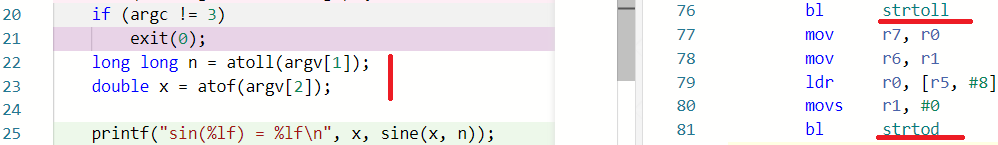 20 if (argc != 3)
21 exit(0);
22 long long n = atoll(argv[1]);
23 double x = atof(argv[2]);
24
25 printf("sin(%lf) = %lf\n", x, sine(x, n));
76 bl strtoll
77 mov r7, r0
78 mov r6, r1
79 ldr r0, [r5, #8]
80 movs r1, #0
81 bl strtod